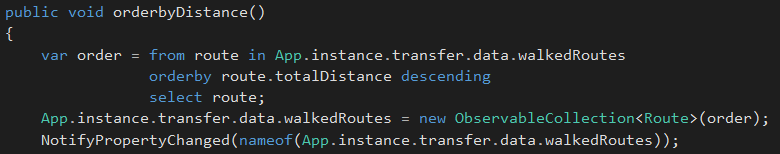 public void orderbyDistance()
{
    var order = from route in App.instance.transfer.data.walkedRoutes
                orderby route.totalDistance descending
                select route;
    App.instance.transfer.data.walkedRoutes = new ObservableCollection<Route>(order);
    NotifyPropertyChanged(nameof(App.instance.transfer.data.walkedRoutes));